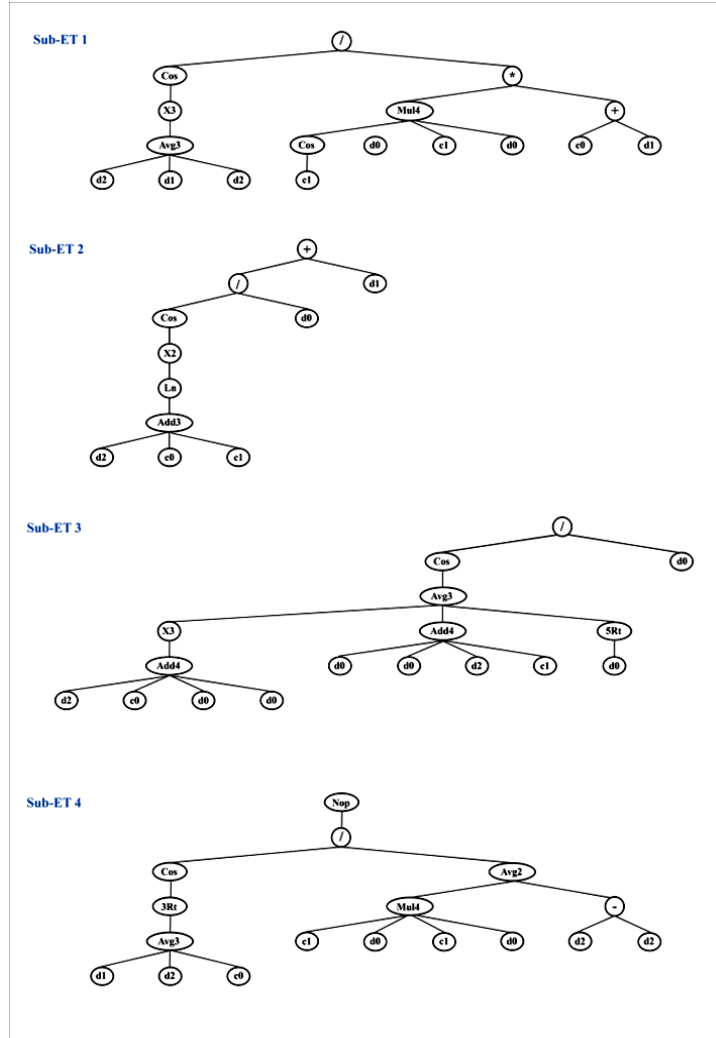 Sub-ET 1
/
Cos *
X3 Mul4 +
Avg3 Cos d0 c1 d0 c0 d1
d2 d1 d2 c1
Sub-ET 2
+
/ d1
Cos d0
X2
Ln
Add3
d2 c0 c1
Sub-ET 3
/
Cos d0
Avg3
X3 Add4 5Rt
Add4 d0 d0 d2 c1 d0
d2 c0 d0 d0
Sub-ET 4
Nop
/
Cos Avg2
3Rt Mul4 -
Avg3 c1 d0 c1 d0 d2 d2
d1 d2 c0